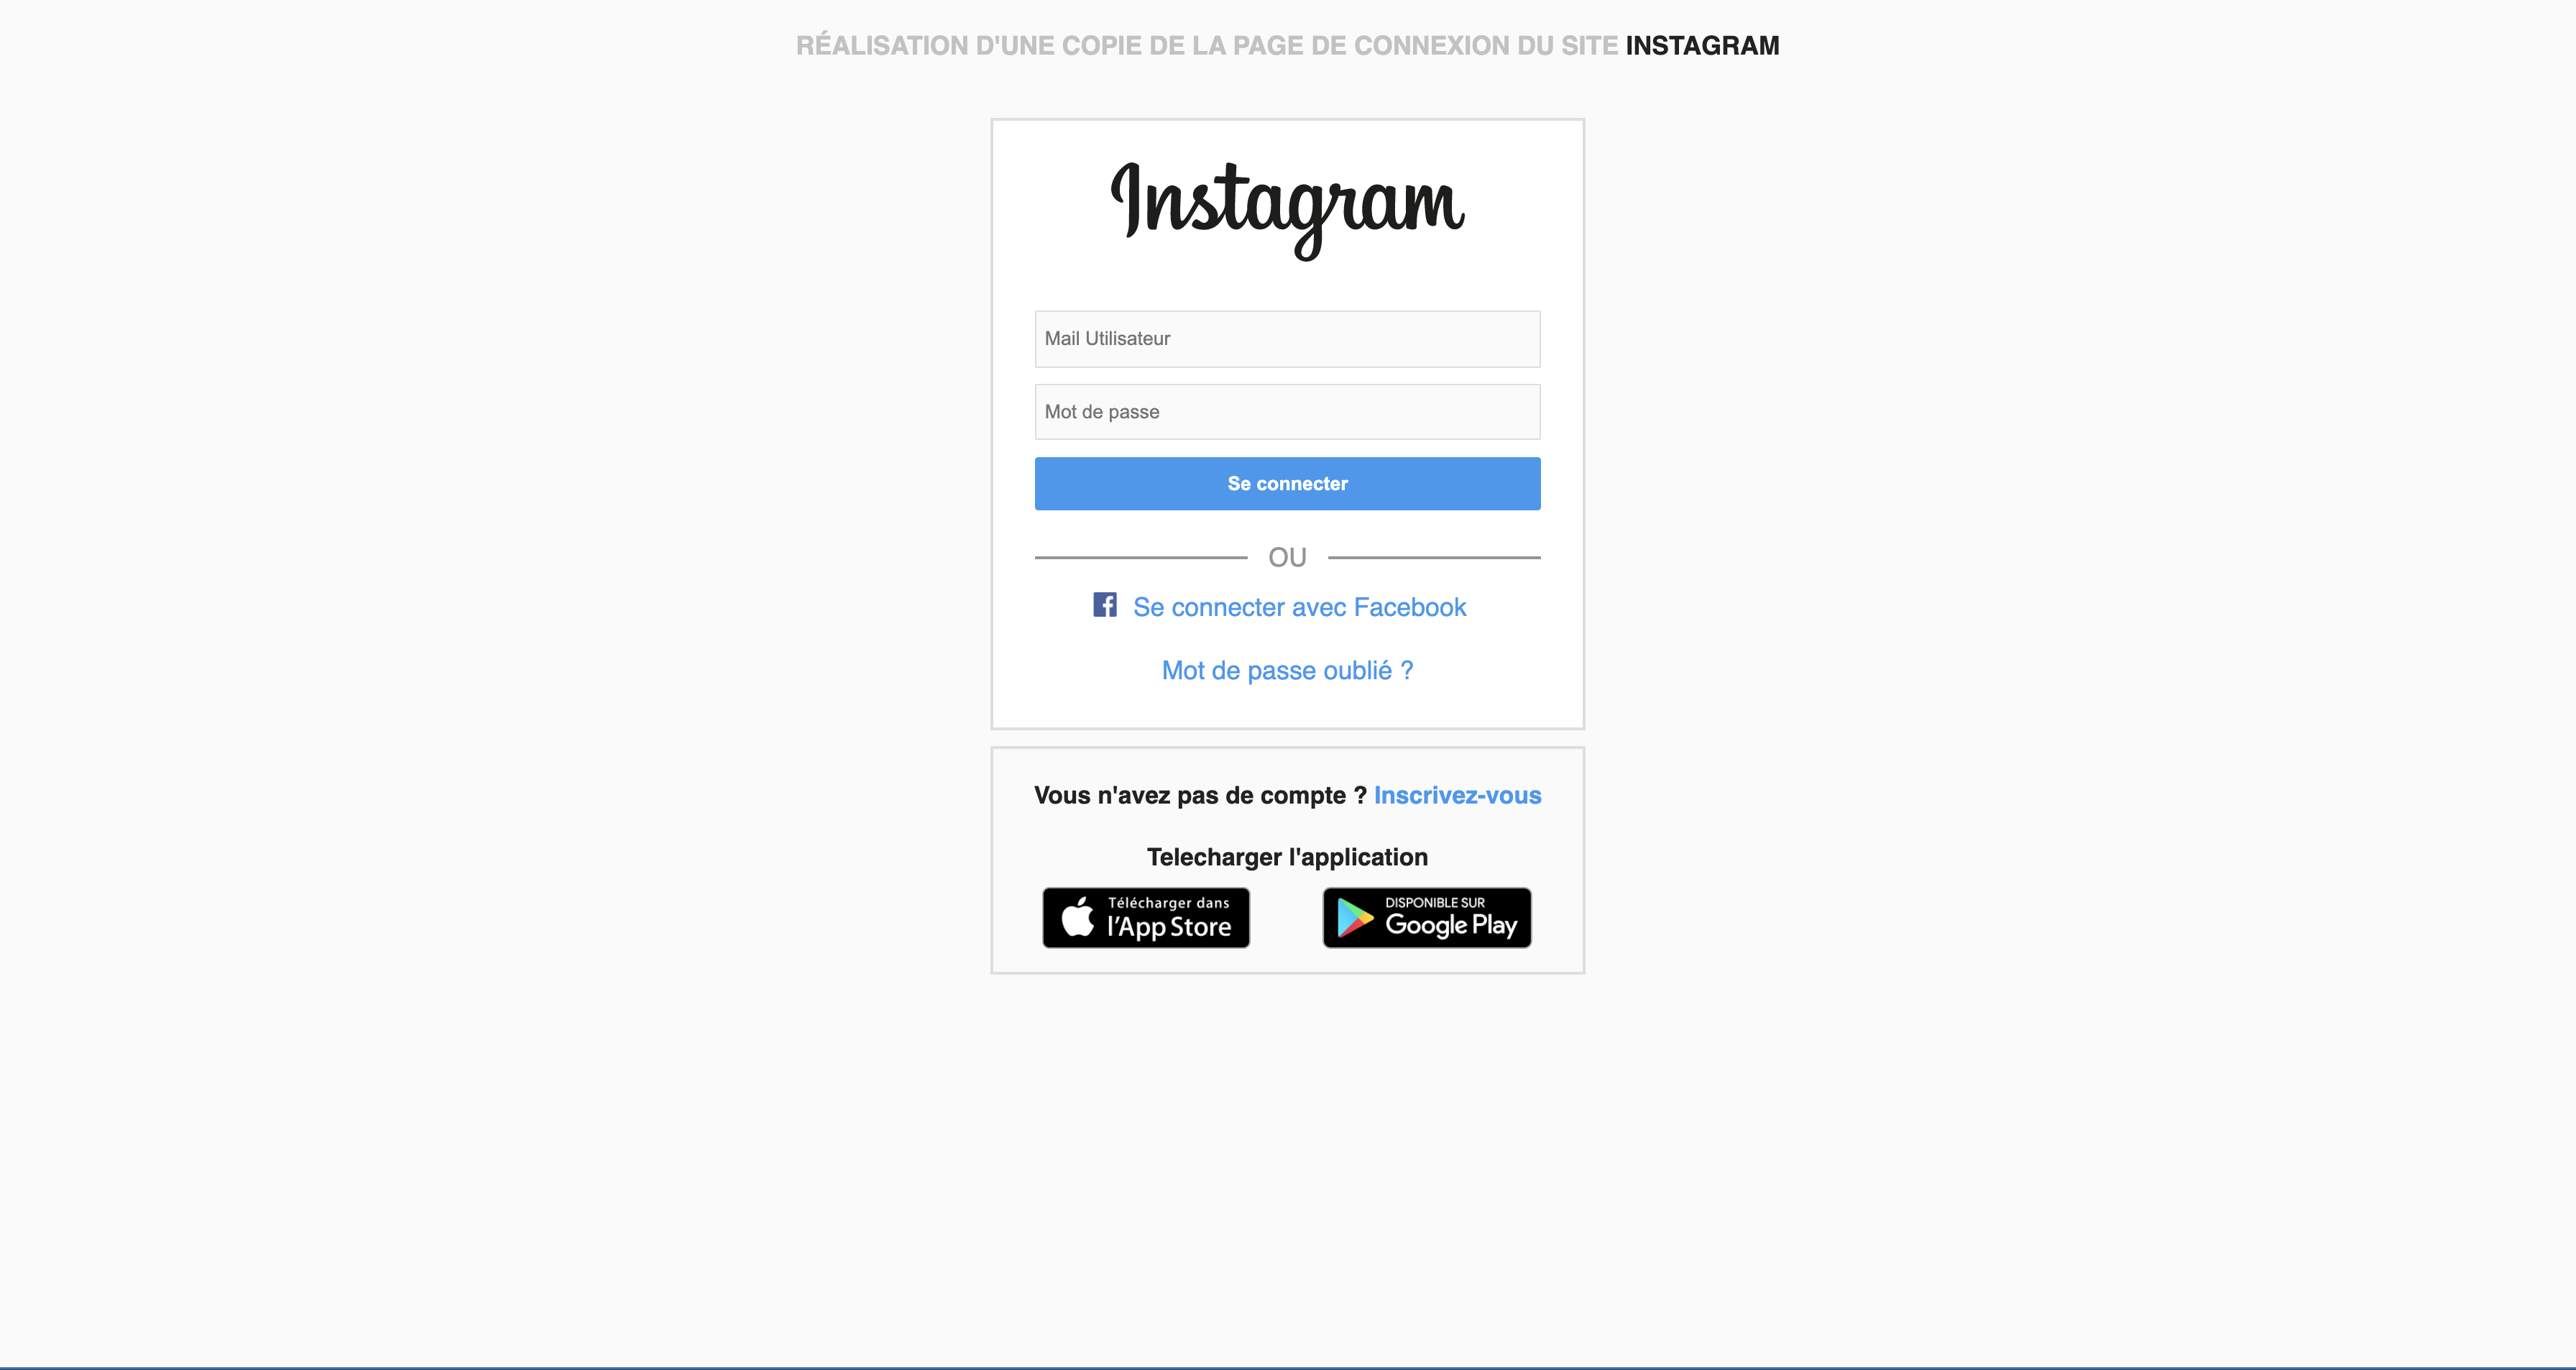 RÉALISATION D'UNE COPIE DE LA PAGE DE CONNEXION DU SITE INSTAGRAM
Instagram
Mail Utilisateur
Mot de passe
Se connecter
OU
Se connecter avec Facebook
Mot de passe oublié ?
Vous n'avez pas de compte ? Inscrivez-vous
Telecharger l'application
Télécharger dans
l'App Store
DISPONIBLE SUR
Google Play